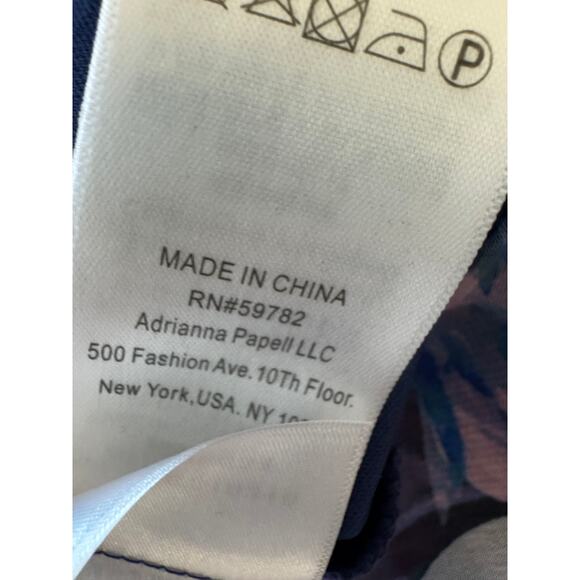 P
MADE IN CHINA
RN#59782
Adrianna Papell LLC
500 Fashion Ave. 10Th Floor.
New York,USA. NY